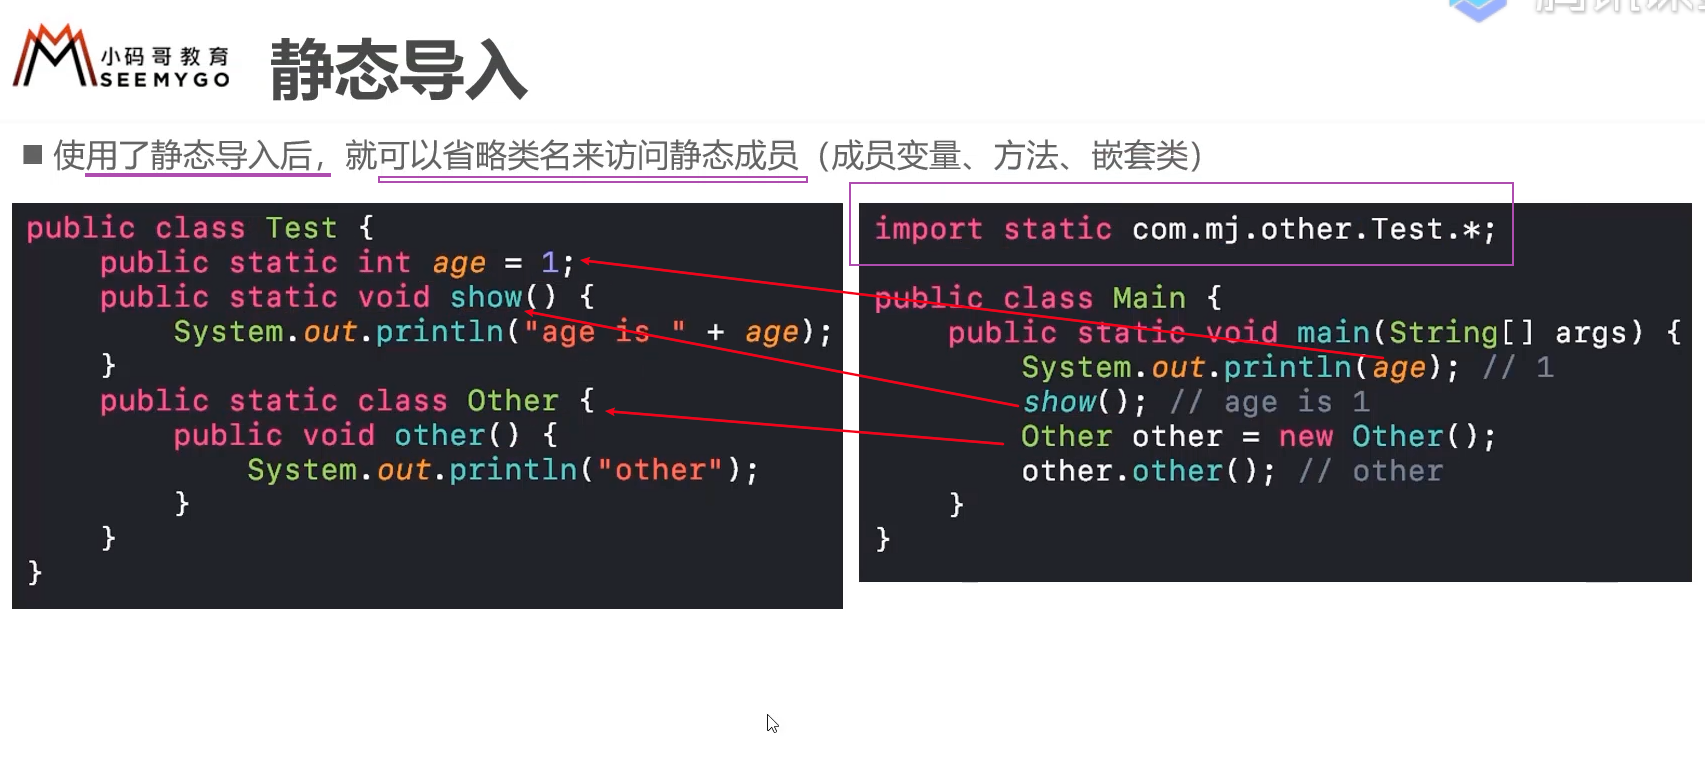 小码哥教育
SEEMYGO
静态导入
■ 使用了静态导入后，就可以省略类名来访问静态成员（成员变量、方法、嵌套类）
public class Test {
    public static int age = 1;
    public static void show() {
        System.out.println("age is " + age);
    }
    public static class Other {
        public void other() {
            System.out.println("other");
        }
    }
}
import static com.mj.other.Test.*;
public class Main {
    public static void main(String[] args) {
        System.out.println(age); // 1
        show(); // age is 1
        Other other = new Other();
        other.other(); // other
    }
}